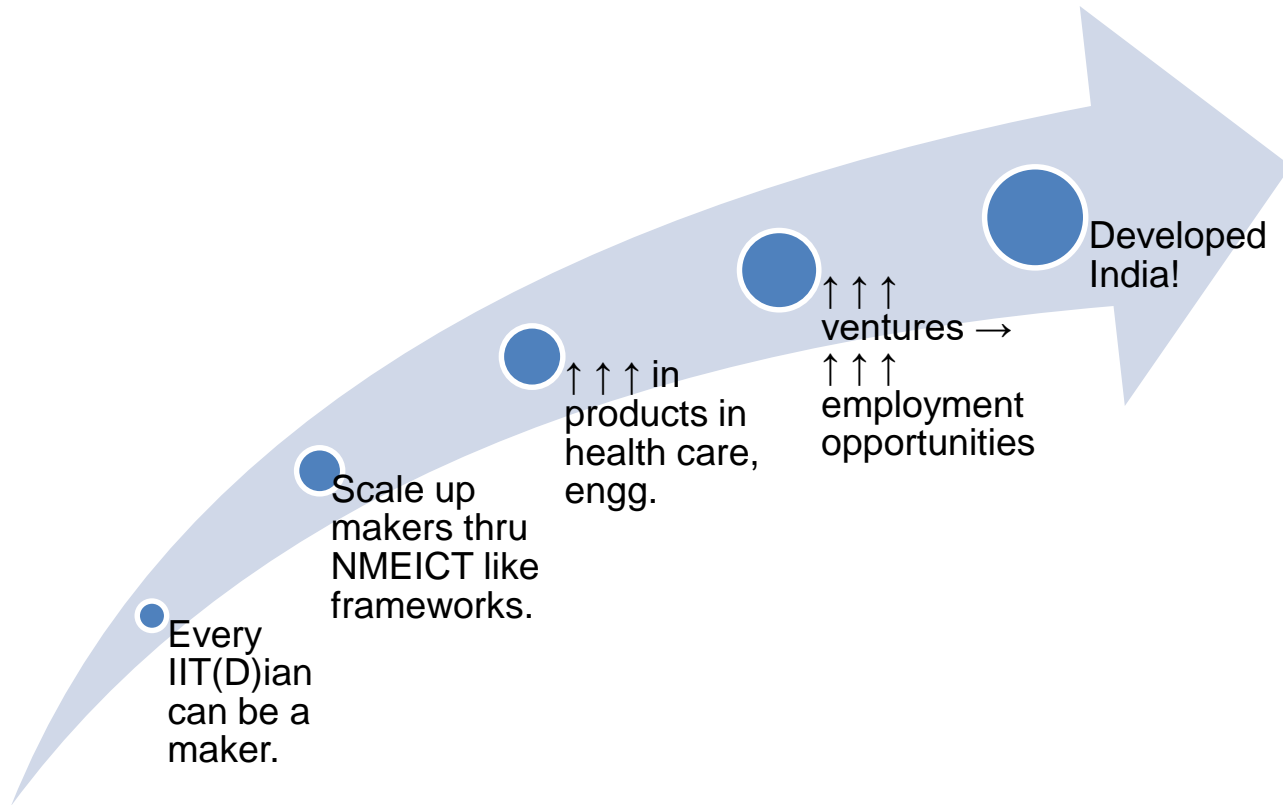 Every
IIT(D)ian
can be a
maker.
Scale up
makers thru
NMEICT like
frameworks.
↑ ↑ ↑ in
products in
health care,
engg.
↑ ↑ ↑
ventures →
↑ ↑ ↑
employment
opportunities
Developed
India!